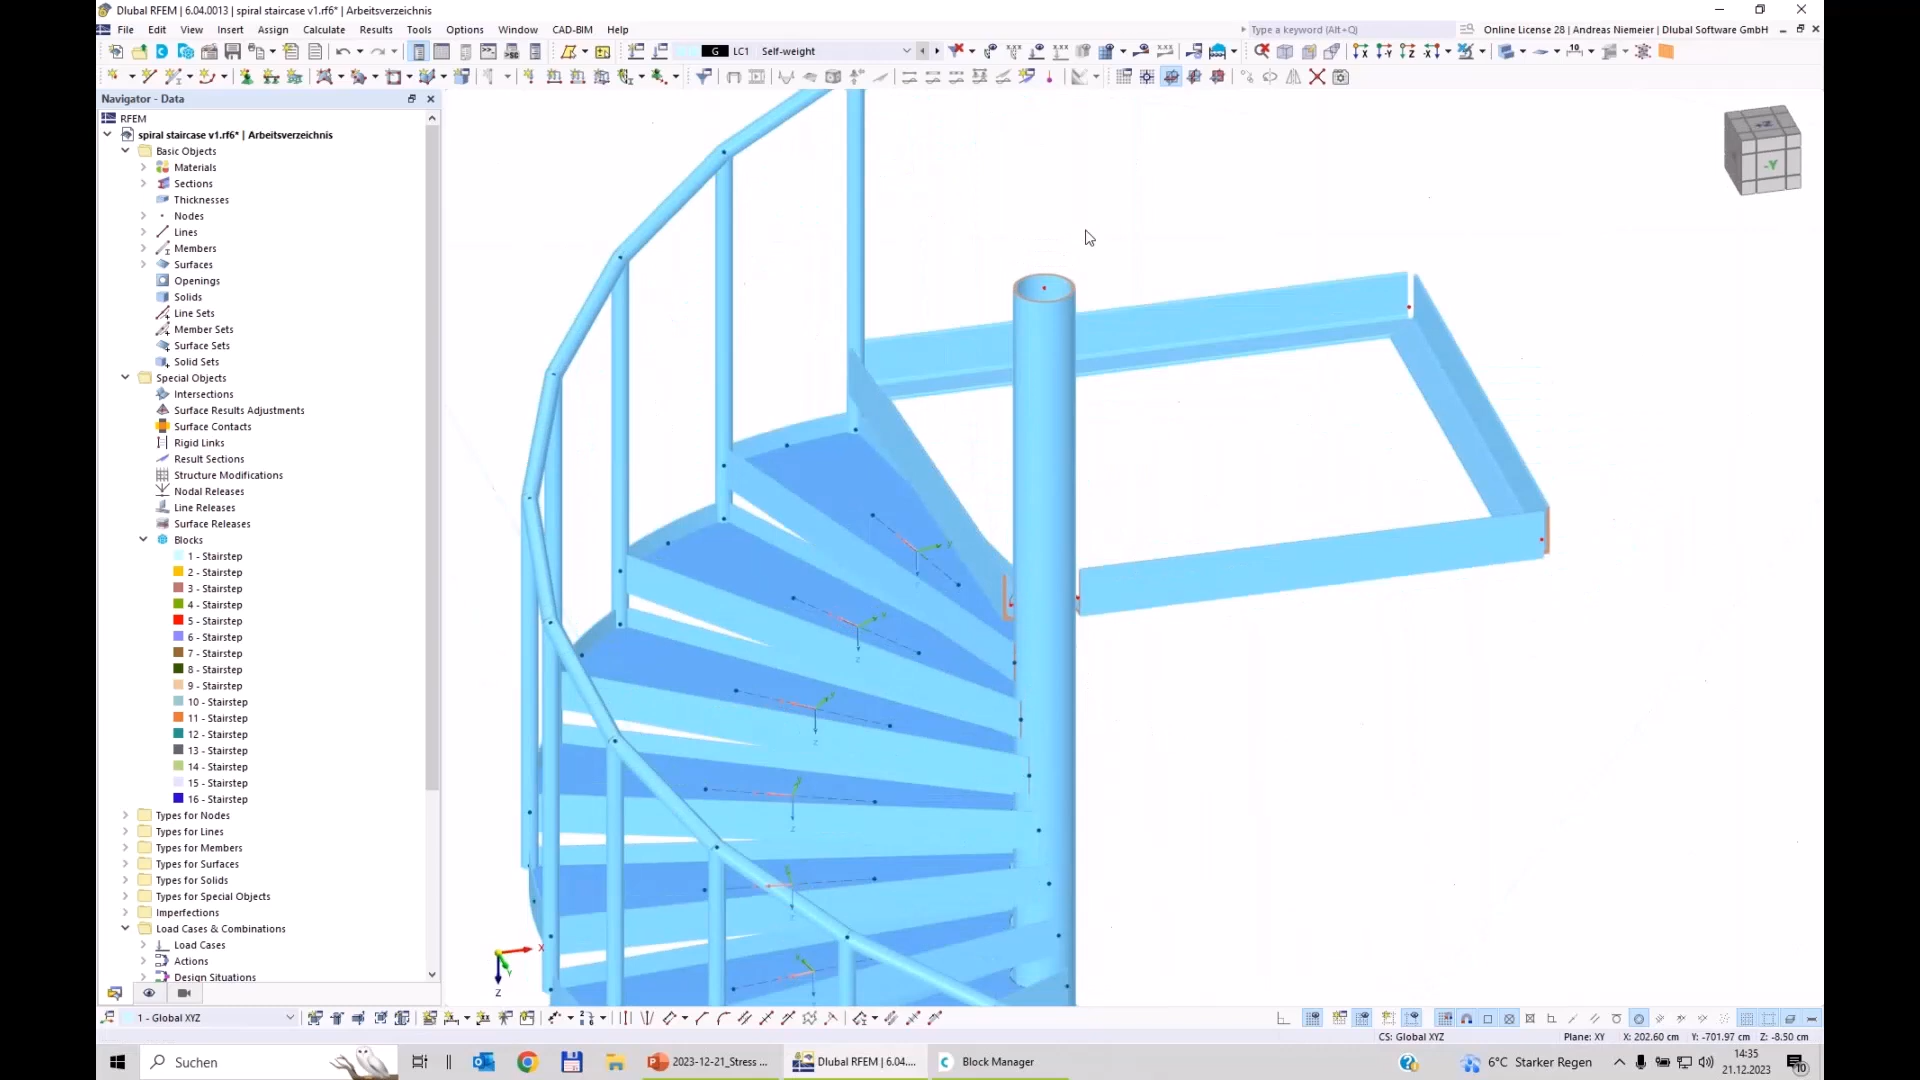 Dlubal RFEM | 6.04.0013 | spiral staircase v1.rf6* | Arbeitsverzeichnis
File Edit View Insert Assign Calculate Results Tools Options Window CAD-BIM Help
Type a keyword (Alt+Q)
Online License 28 | Andreas Niemeier | Dlubal Software GmbH
G LC1 Self-weight
Navigator - Data
RFEM
spiral staircase v1.rf6* | Arbeitsverzeichnis
Basic Objects
Materials
Sections
Thicknesses
Nodes
Lines
Members
Surfaces
Openings
Solids
Line Sets
Member Sets
Surface Sets
Solid Sets
Special Objects
Intersections
Surface Results Adjustments
Surface Contacts
Rigid Links
Result Sections
Structure Modifications
Nodal Releases
Line Releases
Surface Releases
Blocks
1 - Stairstep
2 - Stairstep
3 - Stairstep
4 - Stairstep
5 - Stairstep
6 - Stairstep
7 - Stairstep
8 - Stairstep
9 - Stairstep
10 - Stairstep
11 - Stairstep
12 - Stairstep
13 - Stairstep
14 - Stairstep
15 - Stairstep
16 - Stairstep
Types for Nodes
Types for Lines
Types for Members
Types for Surfaces
Types for Solids
Types for Special Objects
Imperfections
Load Cases & Combinations
Load Cases
Actions
Design Situations
-Y
X
Y
Z
1 - Global XYZ
CS: Global XYZ
Plane: XY
X: 202.60 cm
Y: -701.97 cm
Z: -8.50 cm
Suchen
2023-12-21_Stress ...
Dlubal RFEM | 6.04....
Block Manager
6°C Starker Regen
14:35
21.12.2023